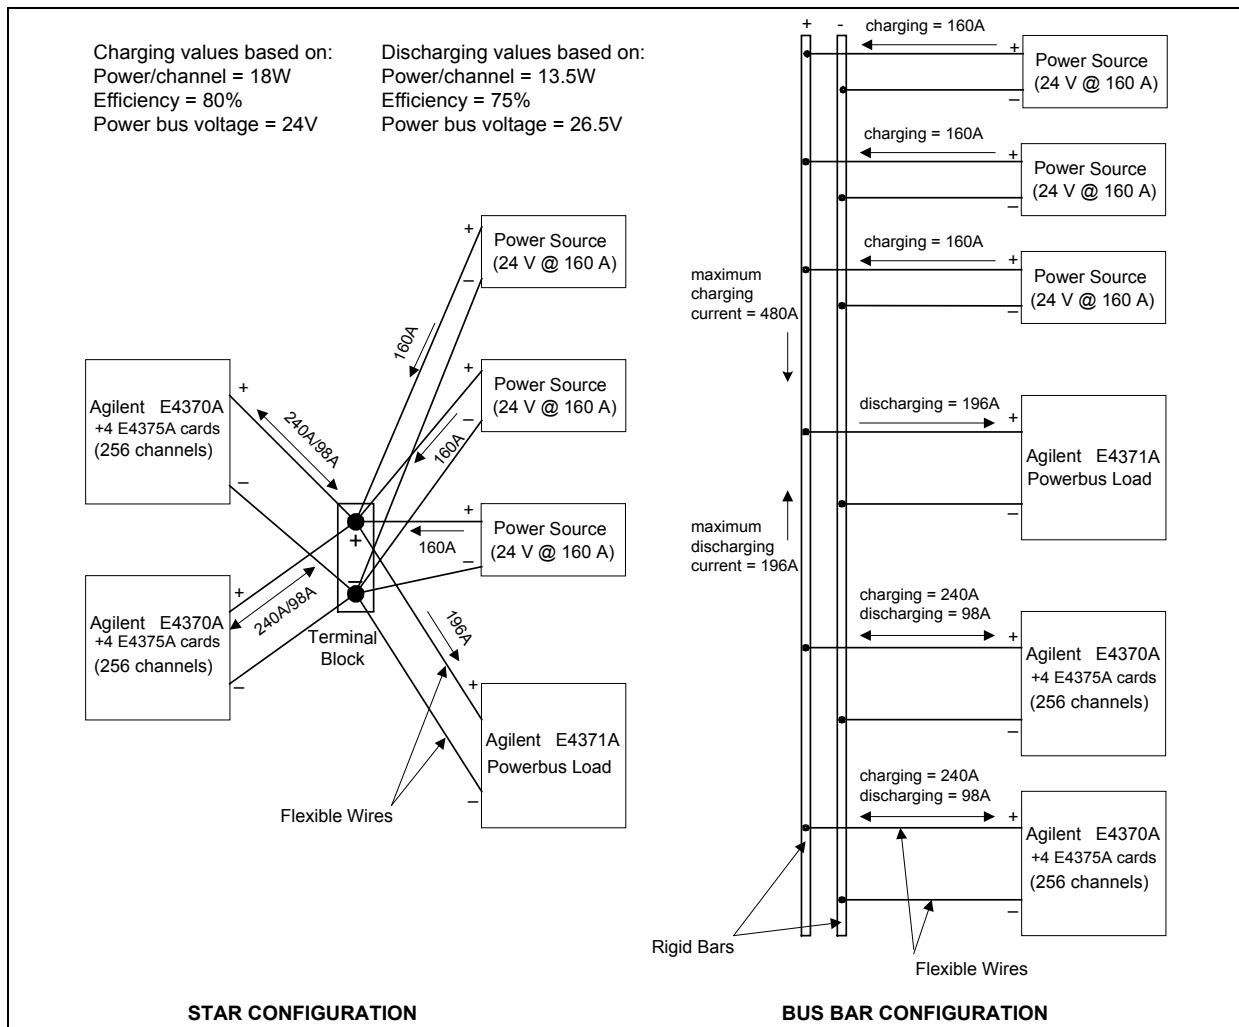 Charging values based on:
Power/channel = 18W
Efficiency = 80%
Power bus voltage = 24V
Discharging values based on:
Power/channel = 13.5W
Efficiency = 75%
Power bus voltage = 26.5V
+
Power Source
(24 V @ 160 A)
–
160A
+
Power Source
(24 V @ 160 A)
–
160A
+
Power Source
(24 V @ 160 A)
–
160A
Agilent E4370A
+4 E4375A cards
(256 channels)
+
–
240A/98A
Agilent E4370A
+4 E4375A cards
(256 channels)
+
–
240A/98A
+
–
Terminal
Block
196A
+
Agilent E4371A
Powerbus Load
–
Flexible Wires
STAR CONFIGURATION
+ -
charging = 160A
+
Power Source
(24 V @ 160 A)
–
charging = 160A
+
Power Source
(24 V @ 160 A)
–
charging = 160A
+
Power Source
(24 V @ 160 A)
–
maximum
charging
current = 480A
discharging = 196A
+
Agilent E4371A
Powerbus Load
–
maximum
discharging
current = 196A
charging = 240A
discharging = 98A
+
Agilent E4370A
+4 E4375A cards
(256 channels)
–
charging = 240A
discharging = 98A
+
Agilent E4370A
+4 E4375A cards
(256 channels)
–
Rigid Bars
Flexible Wires
BUS BAR CONFIGURATION